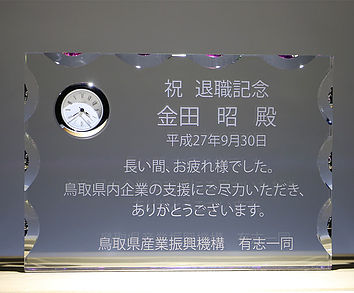 祝 退職記念
金田 昭 殿
平成27年9月30日
長い間、お疲れ様でした。
鳥取県内企業の支援にご尽力いただき、
ありがとうございます。
鳥取県産業振興機構 有志一同